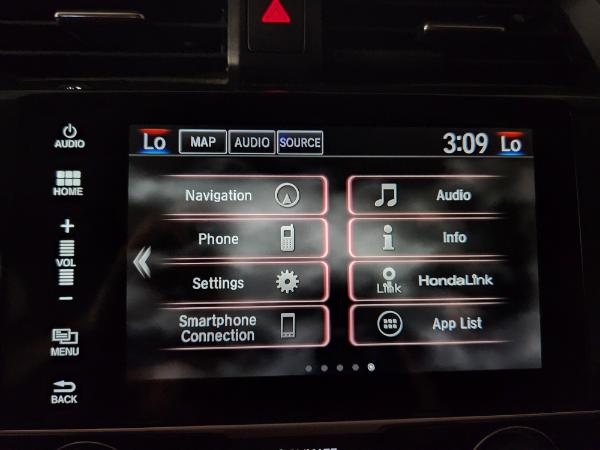 AUDIO
HOME
+
VOL
−
MENU
BACK
Lo
MAP
AUDIO
SOURCE
3:09
Lo
Navigation
Audio
Phone
Info
Settings
Link
HondaLink
Smartphone
Connection
App List